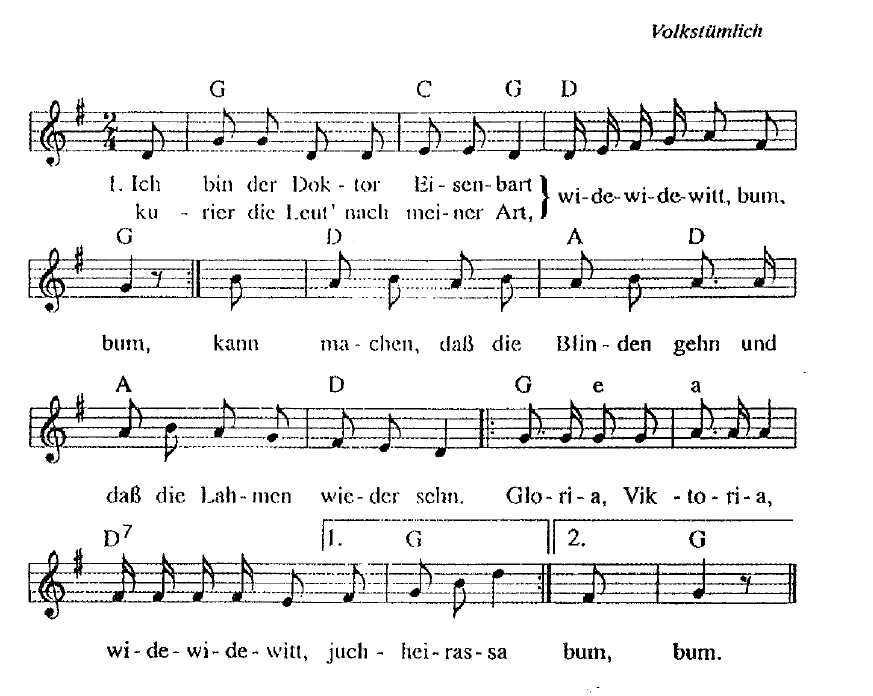 Volkstümlich
G C G D
1. Ich bin der Dok - tor Ei - sen - bart } wi - de - wi - de - witt, bum,
ku - rier die Leut' nach mei - ner Art,
G D A D
bum, kann ma - chen, daß die Blin - den gehn und
A D G e a
daß die Lah - men wie - der sehn. Glo - ri - a, Vik - to - ri - a,
D7 1. G 2. G
wi - de - wi - de - witt, juch - hei - ras - sa bum, bum.